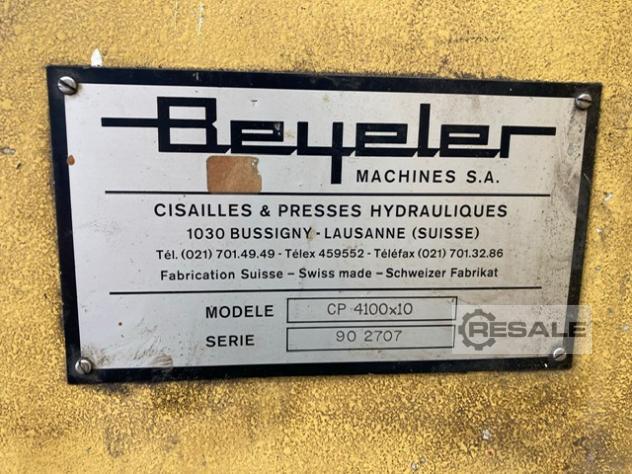 Beyeler
MACHINES S.A.
CISAILLES & PRESSES HYDRAULIQUES
1030 BUSSIGNY - LAUSANNE (SUISSE)
Tél. (021) 701.49.49 - Télex 459552 - Téléfax (021) 701.32.86
Fabrication Suisse – Swiss made – Schweizer Fabrikat
MODELE CP 4100x10
SERIE 90 2707
RESALE